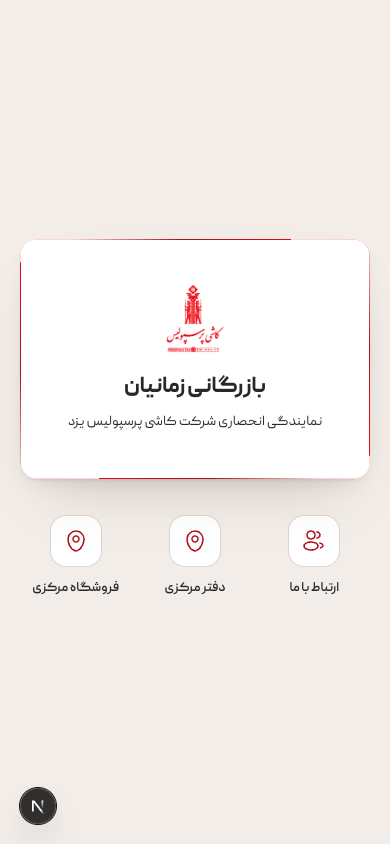 کاشی پرسپولیس
بازرگانی زمانیان
نمایندگی انحصاری شرکت کاشی پرسپولیس یزد
ارتباط با ما
دفتر مرکزی
فروشگاه مرکزی
N